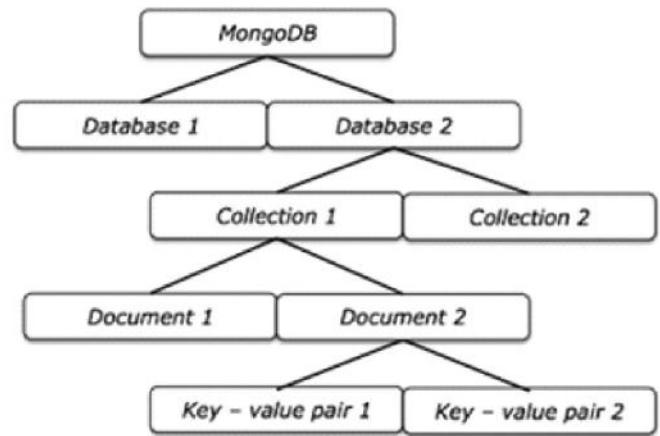 MongoDB
Database 1
Database 2
Collection 1
Collection 2
Document 1
Document 2
Key – value pair 1
Key – value pair 2